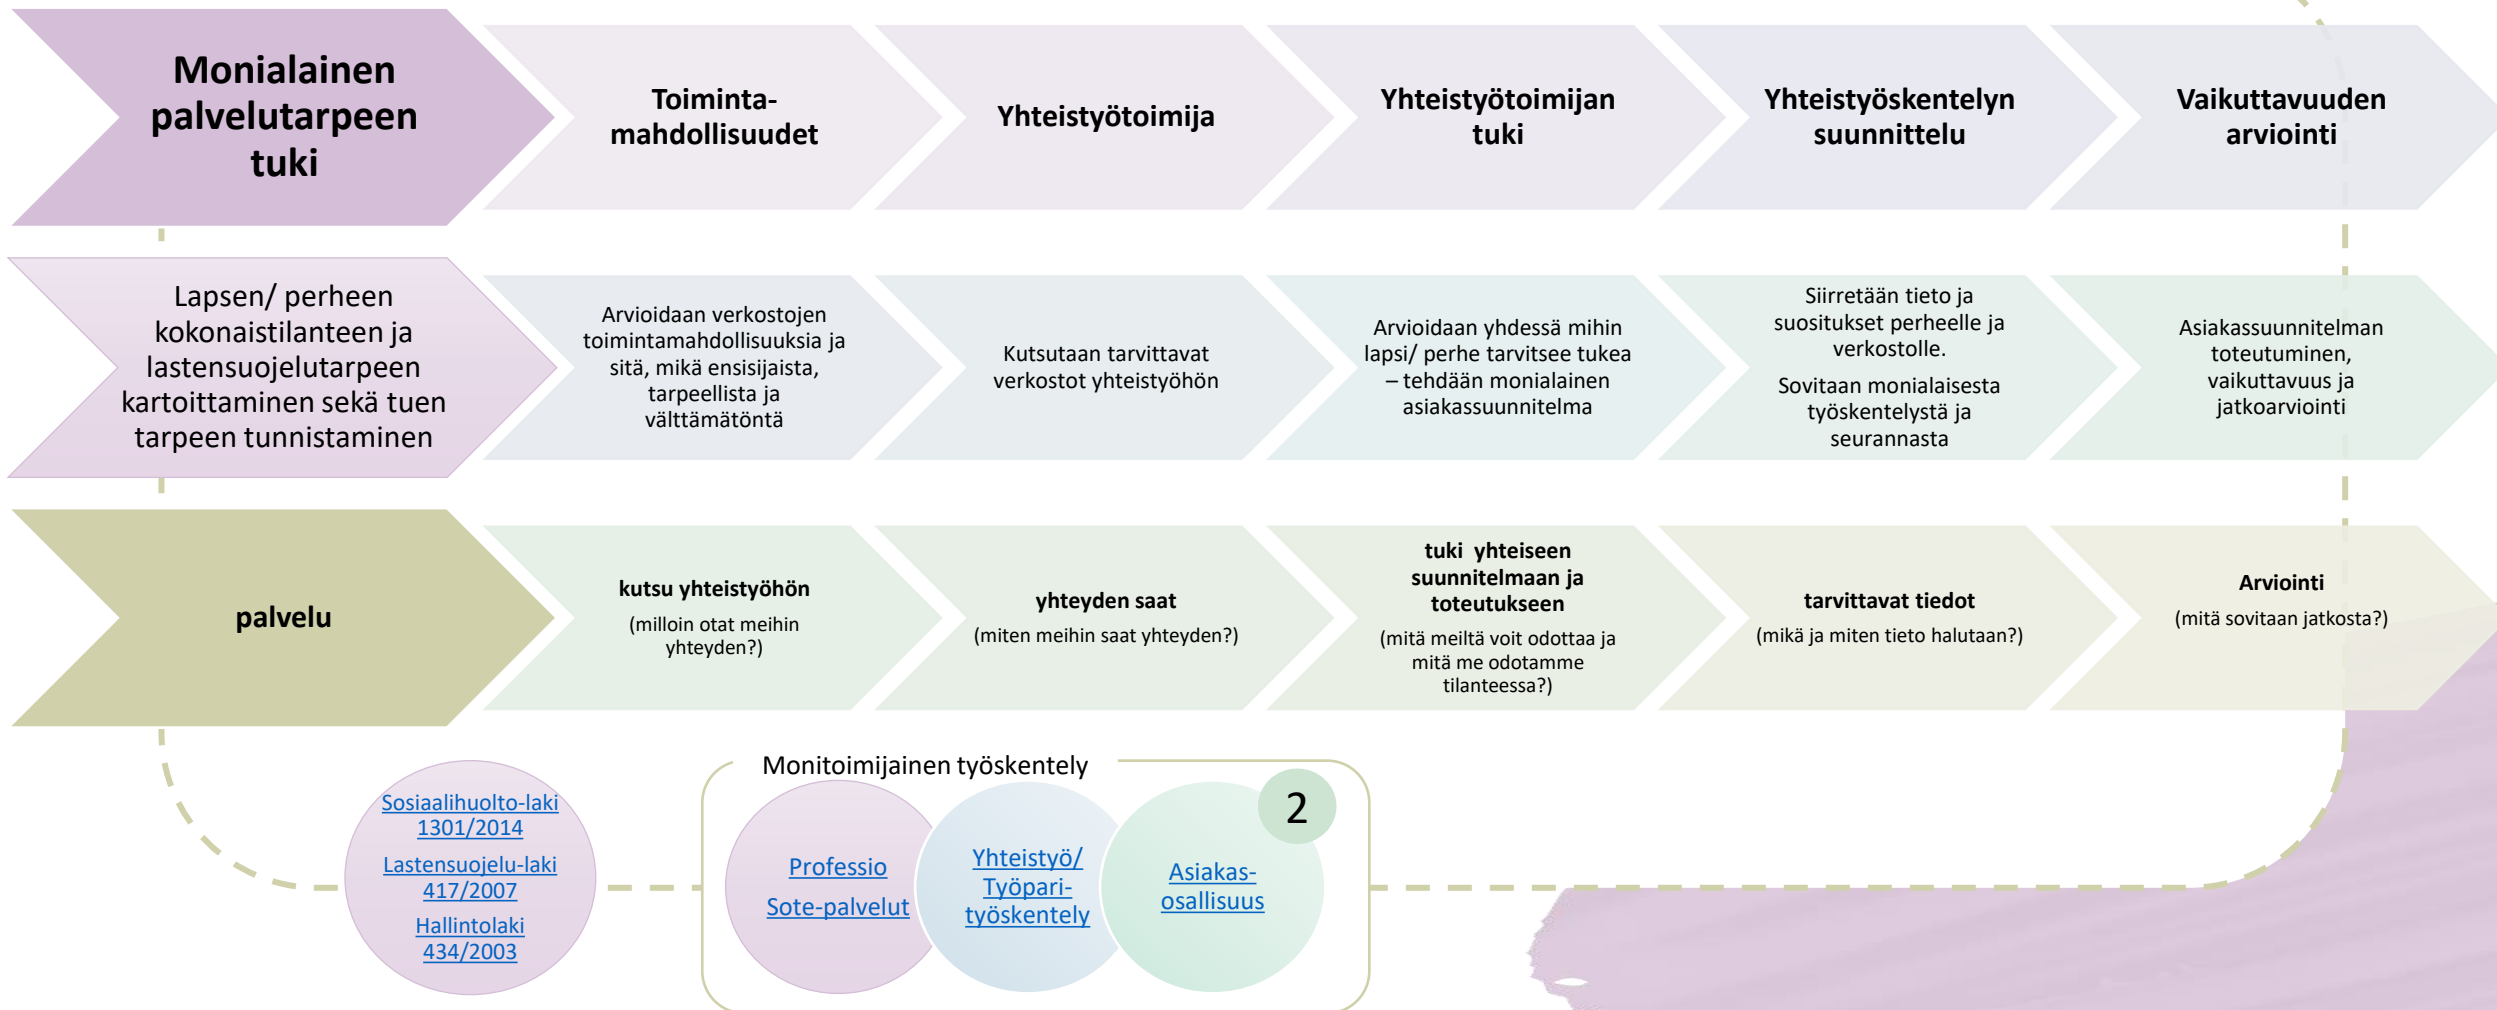 Monialainen
palvelutarpeen
tuki
Toiminta-
mahdollisuudet
Yhteistyötoimija
Yhteistyötoimijan
tuki
Yhteistyöskentelyn
suunnittelu
Vaikuttavuuden
arviointi
Lapsen/ perheen
kokonaistilanteen ja
lastensuojelutarpeen
kartoittaminen sekä tuen
tarpeen tunnistaminen
Arvioidaan verkostojen
toimintamahdollisuuksia ja
sitä, mikä ensisijaista,
tarpeellista ja
välttämätöntä
Kutsutaan tarvittavat
verkostot yhteistyöhön
Arvioidaan yhdessä mihin
lapsi/ perhe tarvitsee tukea
– tehdään monialainen
asiakassuunnitelma
Siirretään tieto ja
suositukset perheelle ja
verkostolle.
Sovitaan monialaisesta
työskentelystä ja
seurannasta
Asiakassuunnitelman
toteutuminen,
vaikuttavuus ja
jatkoarviointi
palvelu
kutsu yhteistyöhön
(milloin otat meihin
yhteyden?)
yhteyden saat
(miten meihin saat yhteyden?)
tuki  yhteiseen
suunnitelmaan ja
toteutukseen
(mitä meiltä voit odottaa ja
mitä me odotamme
tilanteessa?)
tarvittavat tiedot
(mikä ja miten tieto halutaan?)
Arviointi
(mitä sovitaan jatkosta?)
Sosiaalihuolto-laki
1301/2014
Lastensuojelu-laki
417/2007
Hallintolaki
434/2003
Monitoimijainen työskentely
Professio
Sote-palvelut
Yhteistyö/
Työpari-
työskentely
Asiakas-
osallisuus
2